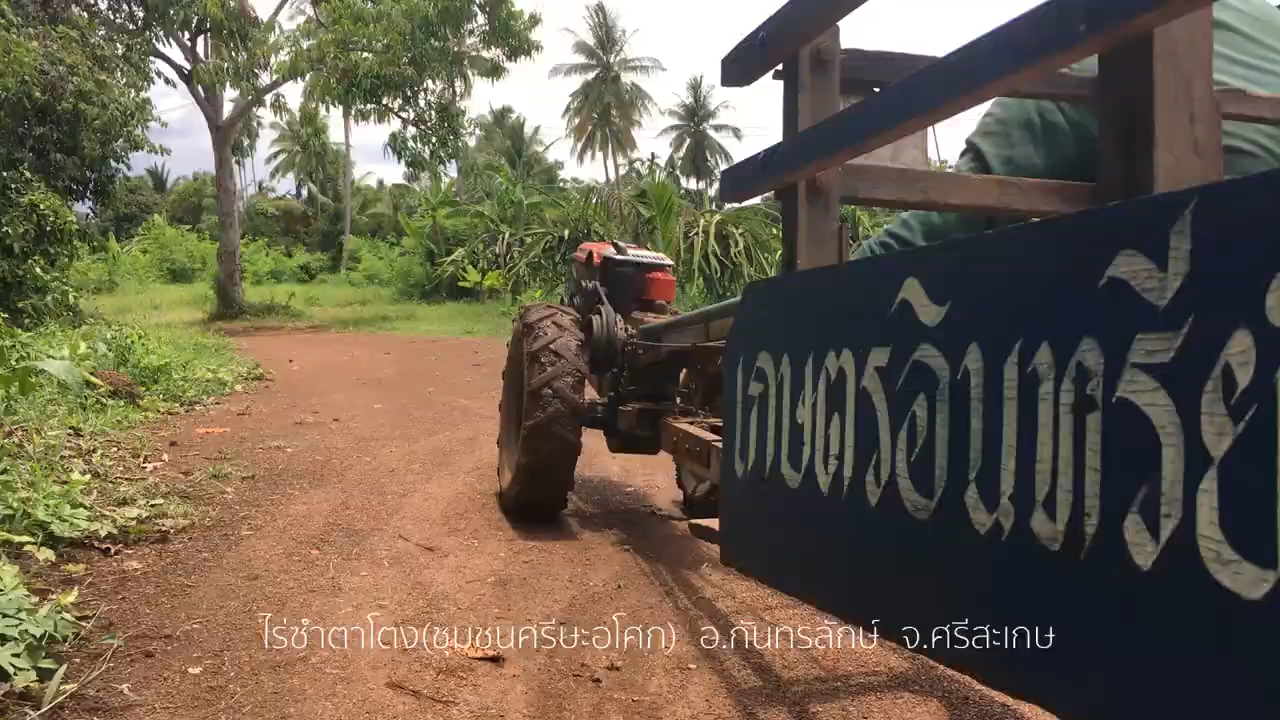 เกษตรอินทรีย์
ไร่ซำตาโตง(ชุมชนศรีษะอโศก) อ.กันทรลักษ์ จ.ศรีสะเกษ